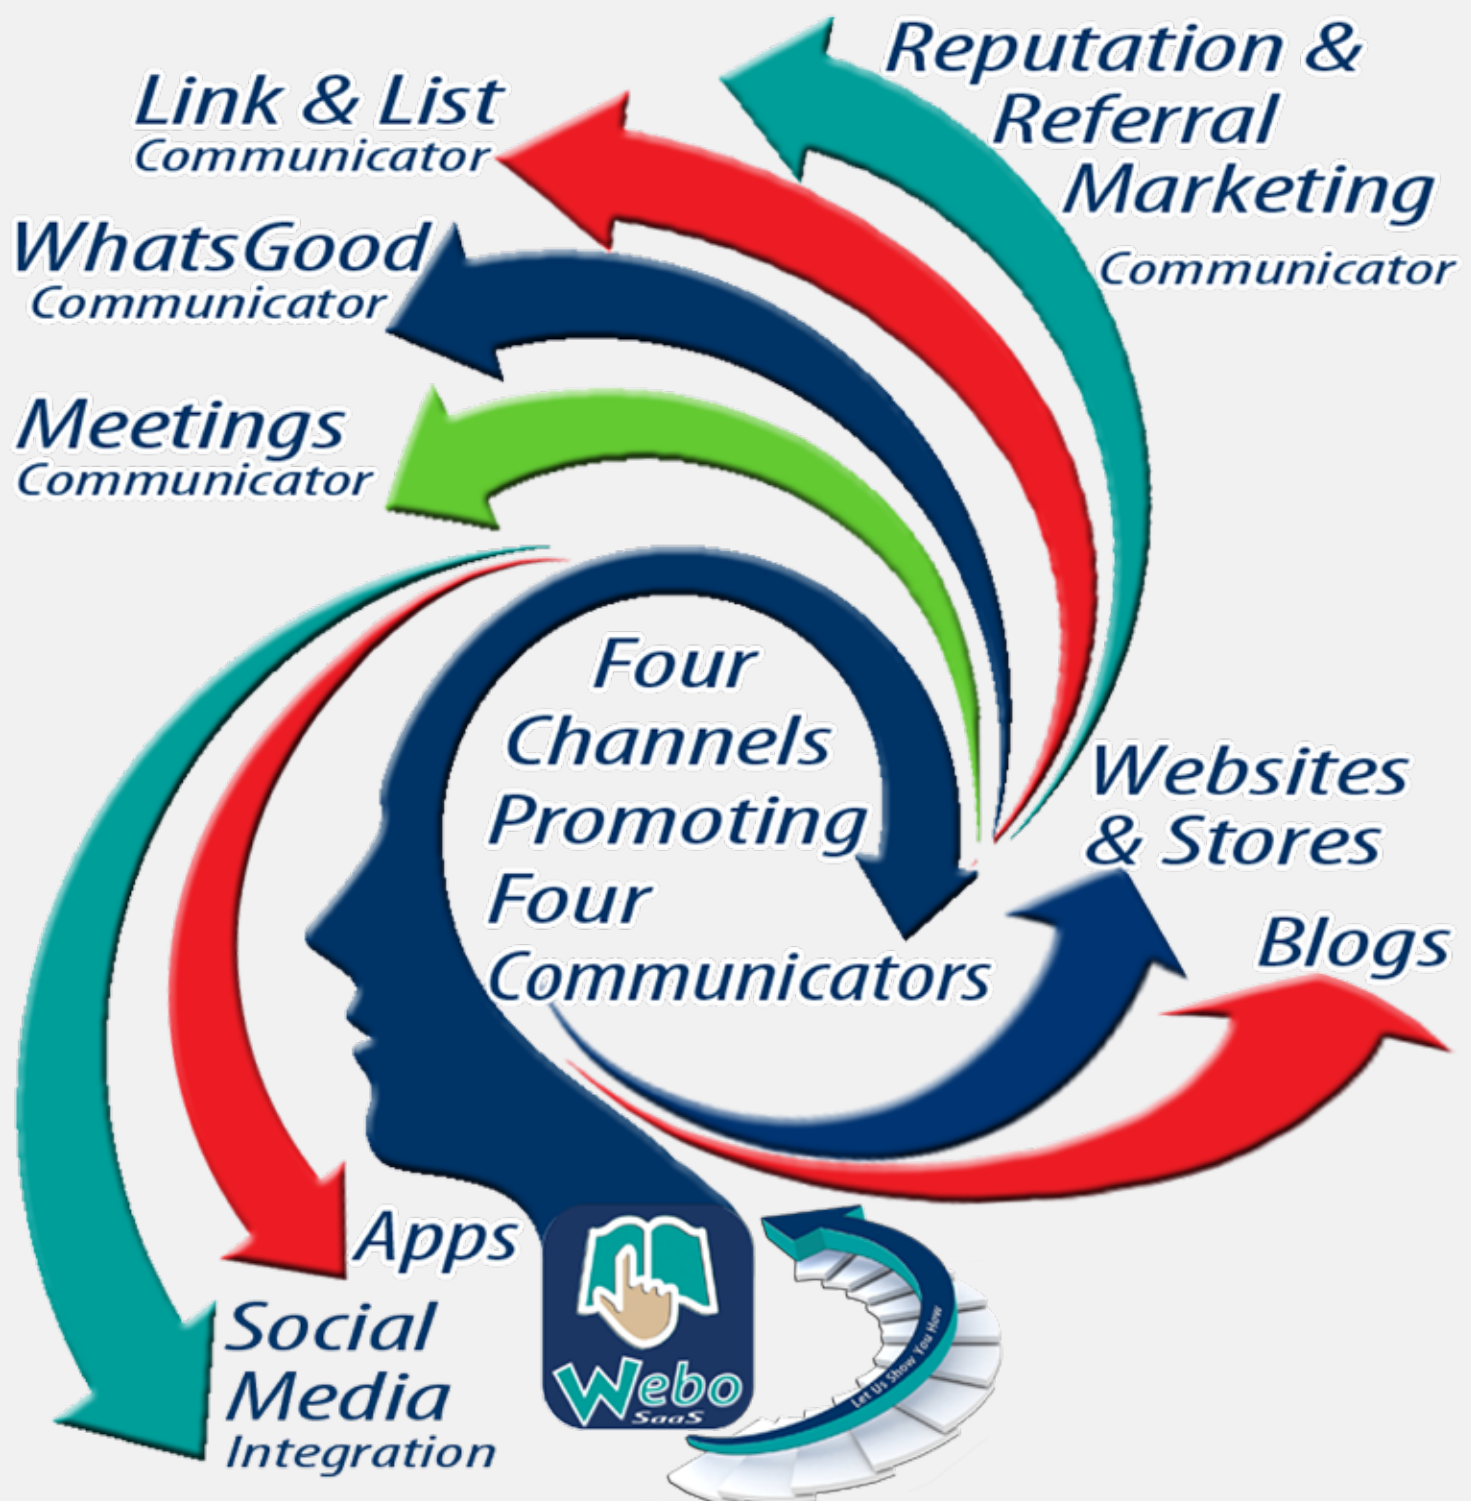 Reputation &
Referral
Marketing
Communicator
Link & List
Communicator
WhatsGood
Communicator
Meetings
Communicator
Four
Channels
Promoting
Four
Communicators
Websites
& Stores
Blogs
Apps
Social
Media
Integration
Webo
SaaS
Let Us Show You How